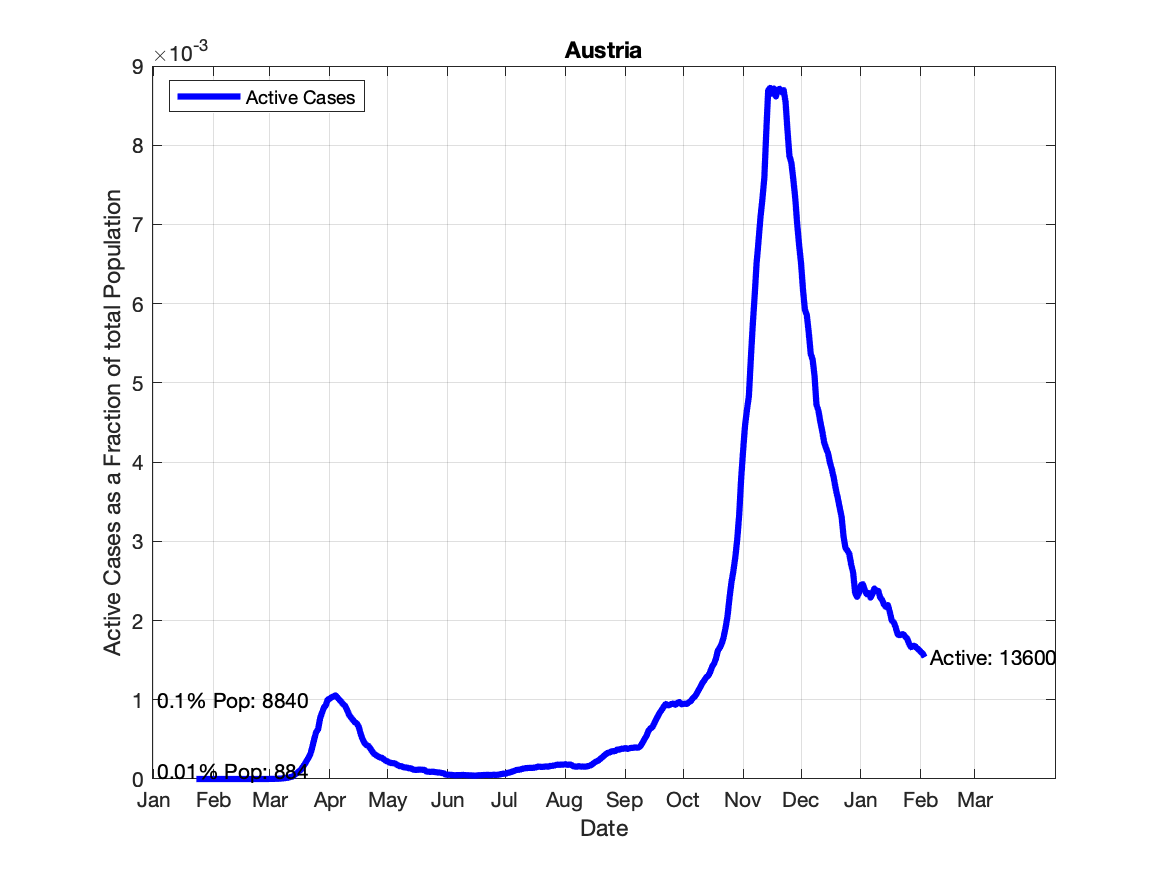 Austria
×10-3
Active Cases
9
8
7
6
5
4
3
2
1
0
Active Cases as a Fraction of total Population
0.1% Pop: 8840
0.01% Pop: 884
Active: 13600
Jan Feb Mar Apr May Jun Jul Aug Sep Oct Nov Dec Jan Feb Mar
Date